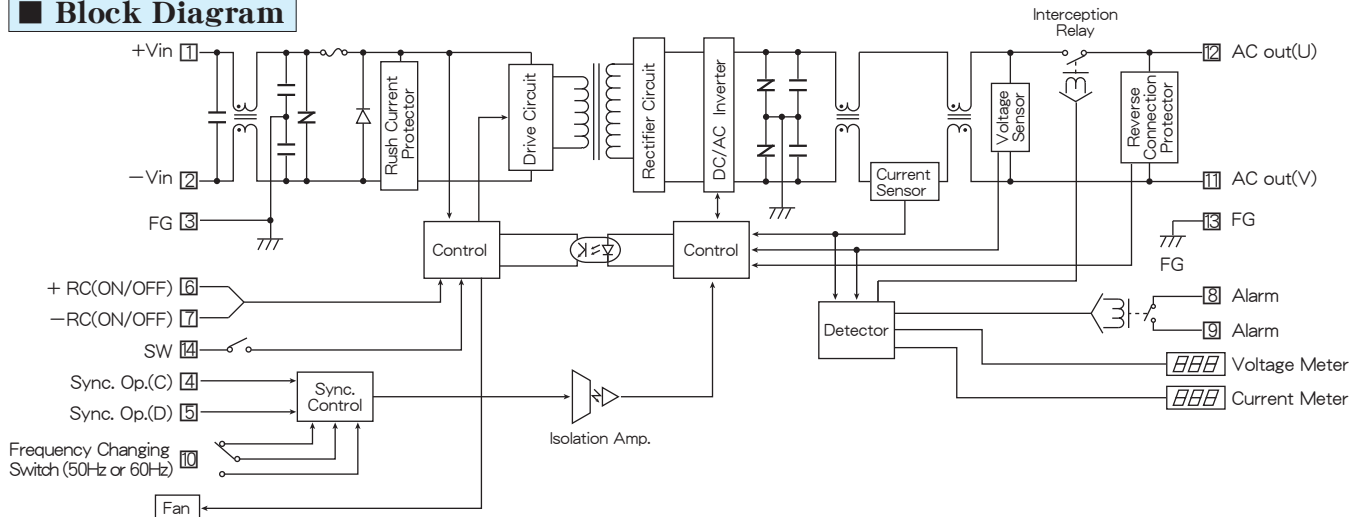 ■ Block Diagram
Interception
Relay
+Vin 1
12 AC out(U)
Rush Current
Protector
Drive Circuit
Rectifier Circuit
DC/AC Inverter
Voltage
Sensor
Reverse
Connection
Protector
Current
Sensor
−Vin 2
11 AC out(V)
FG 3
13 FG
FG
Control
Control
+ RC(ON/OFF) 6
−RC(ON/OFF) 7
8 Alarm
9 Alarm
Detector
SW 14
Voltage Meter
Sync. Op.(C) 4
Sync. Op.(D) 5
Sync.
Control
Current Meter
Isolation Amp.
Frequency Changing
Switch (50Hz or 60Hz) 10
Fan